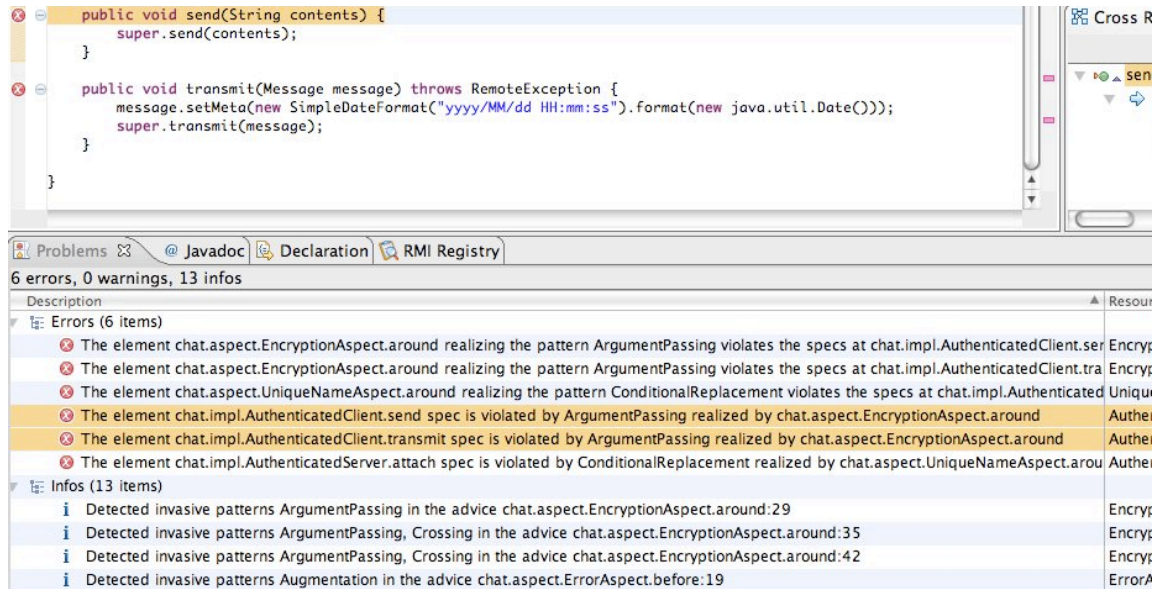 public void send(String contents) {
super.send(contents);
}
public void transmit(Message message) throws RemoteException {
message.setMeta(new SimpleDateFormat("yyyy/MM/dd HH:mm:ss").format(new java.util.Date()));
super.transmit(message);
}
}
Cross R
sen
Problems @ Javadoc Declaration RMI Registry
6 errors, 0 warnings, 13 infos
Description Resour
Errors (6 items)
The element chat.aspect.EncryptionAspect.around realizing the pattern ArgumentPassing violates the specs at chat.impl.AuthenticatedClient.ser Encryp
The element chat.aspect.EncryptionAspect.around realizing the pattern ArgumentPassing violates the specs at chat.impl.AuthenticatedClient.tra Encryp
The element chat.aspect.UniqueNameAspect.around realizing the pattern ConditionalReplacement violates the specs at chat.impl.Authenticated Unique
The element chat.impl.AuthenticatedClient.send spec is violated by ArgumentPassing realized by chat.aspect.EncryptionAspect.around Auther
The element chat.impl.AuthenticatedClient.transmit spec is violated by ArgumentPassing realized by chat.aspect.EncryptionAspect.around Auther
The element chat.impl.AuthenticatedServer.attach spec is violated by ConditionalReplacement realized by chat.aspect.UniqueNameAspect.arou Auther
Infos (13 items)
i Detected invasive patterns ArgumentPassing in the advice chat.aspect.EncryptionAspect.around:29 Encryp
i Detected invasive patterns ArgumentPassing, Crossing in the advice chat.aspect.EncryptionAspect.around:35 Encryp
i Detected invasive patterns ArgumentPassing, Crossing in the advice chat.aspect.EncryptionAspect.around:42 Encryp
i Detected invasive patterns Augmentation in the advice chat.aspect.ErrorAspect.before:19 ErrorA